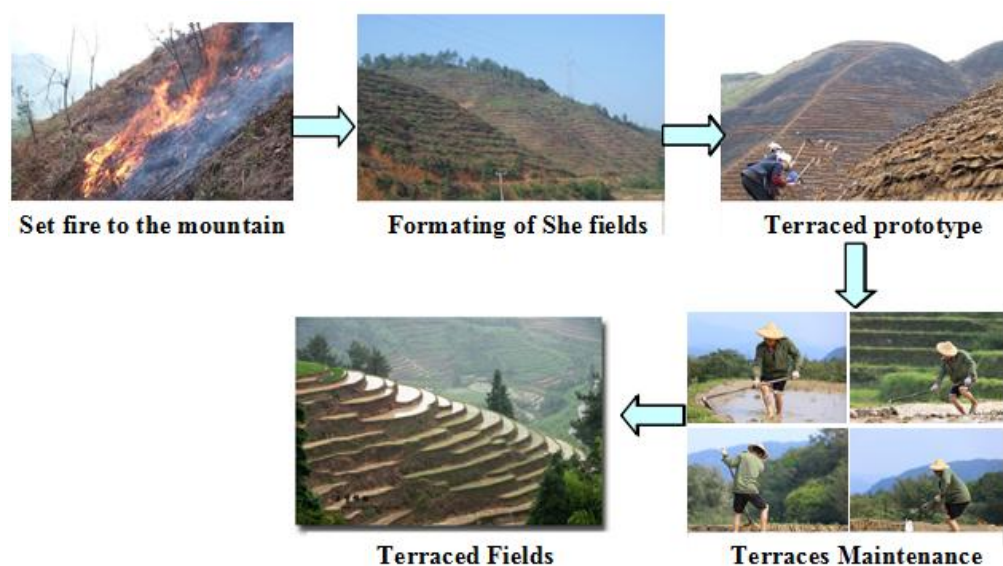 Set fire to the mountain
Formating of She fields
Terraced prototype
Terraces Maintenance
Terraced Fields